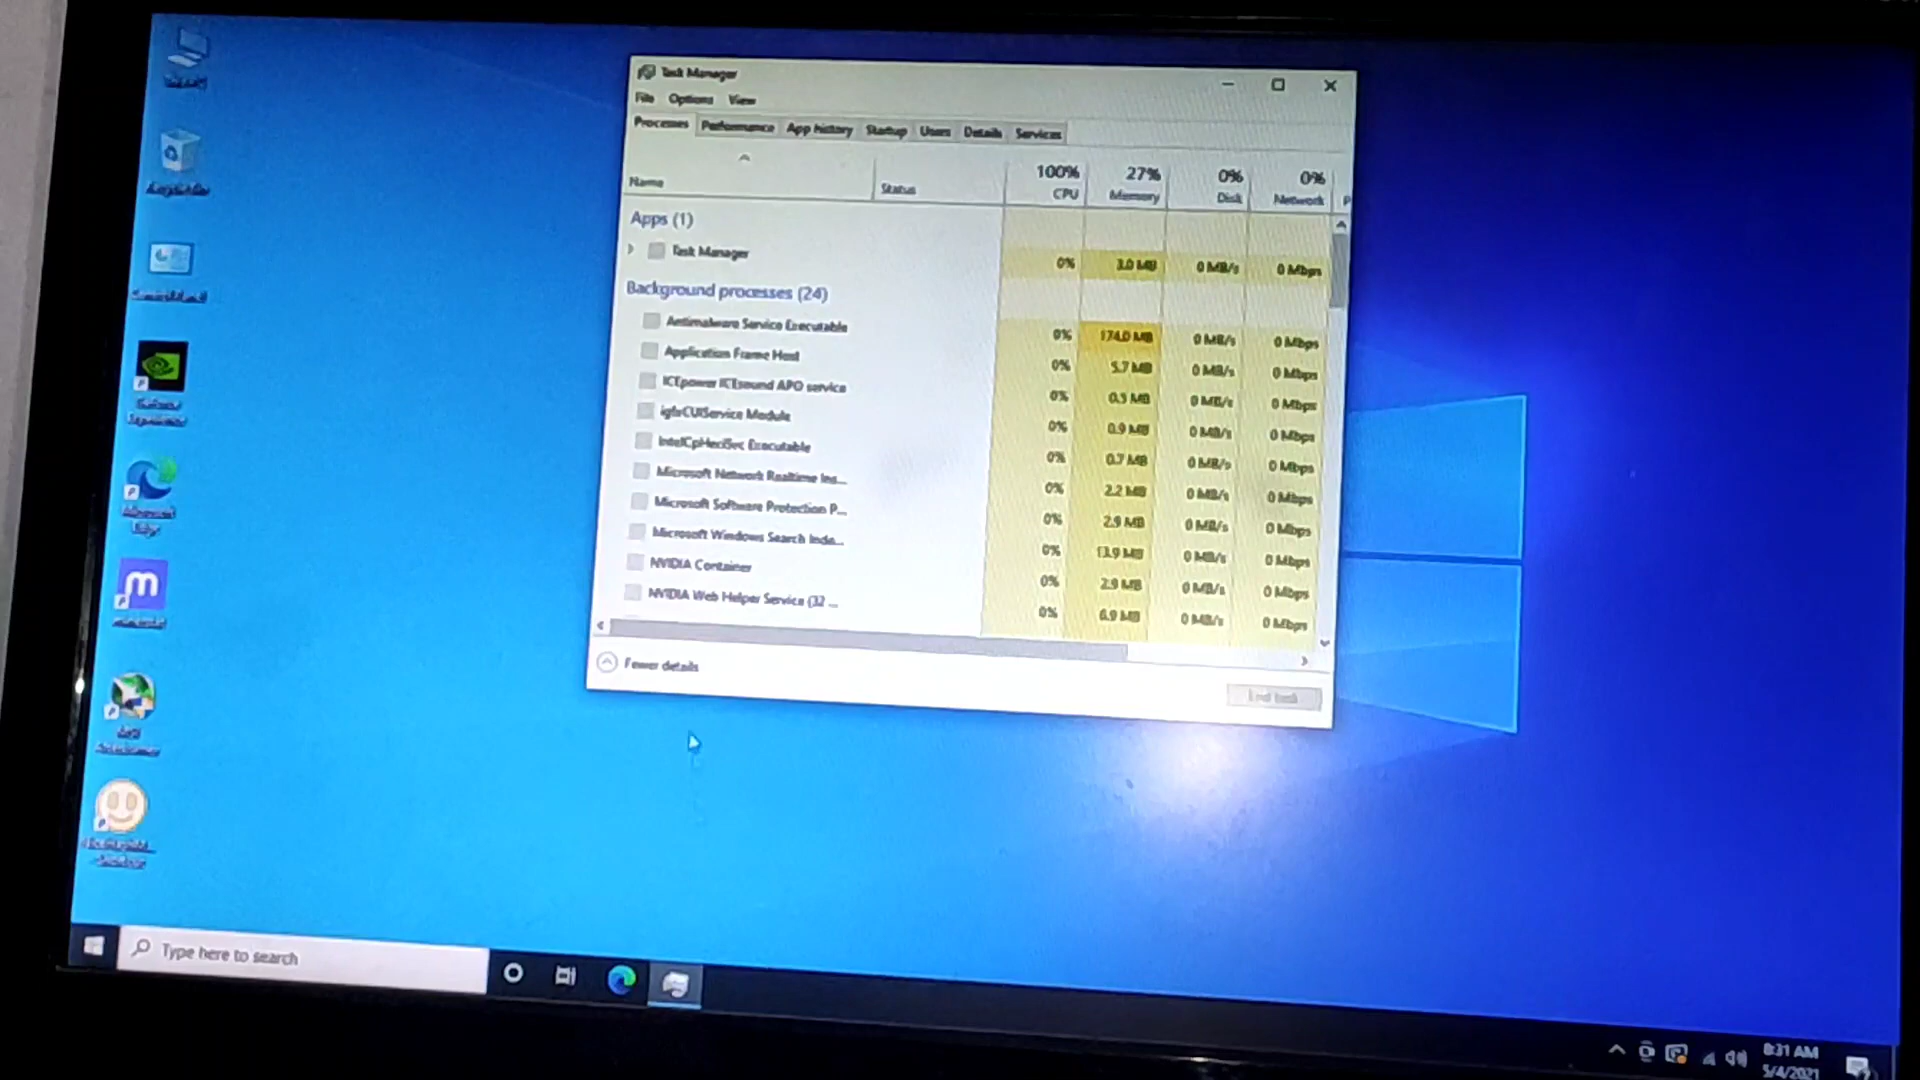 Task Manager
File Options View
Processes Performance App history Startup Users Details Services
100% 27% 0% 0%
Name Status CPU Memory Disk Network P
Apps (1)
Task Manager 0% 3.0 MB 0 MB/s 0 Mbps
Background processes (24)
Antimalware Service Executable 0% 174.0 MB 0 MB/s 0 Mbps
Application Frame Host 0% 5.7 MB 0 MB/s 0 Mbps
ICEpower ICEsound APO service 0% 0.3 MB 0 MB/s 0 Mbps
igfxCUIService Module 0% 0.9 MB 0 MB/s 0 Mbps
IntelCpHeciSvc Executable 0% 0.7 MB 0 MB/s 0 Mbps
Microsoft Network Realtime Ins... 0% 2.2 MB 0 MB/s 0 Mbps
Microsoft Software Protection P... 0% 2.9 MB 0 MB/s 0 Mbps
Microsoft Windows Search Inde... 0% 13.9 MB 0 MB/s 0 Mbps
NVIDIA Container 0% 2.9 MB 0 MB/s 0 Mbps
NVIDIA Web Helper Service (32 ... 0% 6.9 MB 0 MB/s 0 Mbps
Fewer details
End task
m
Type here to search
8:31 AM
5/4/2021